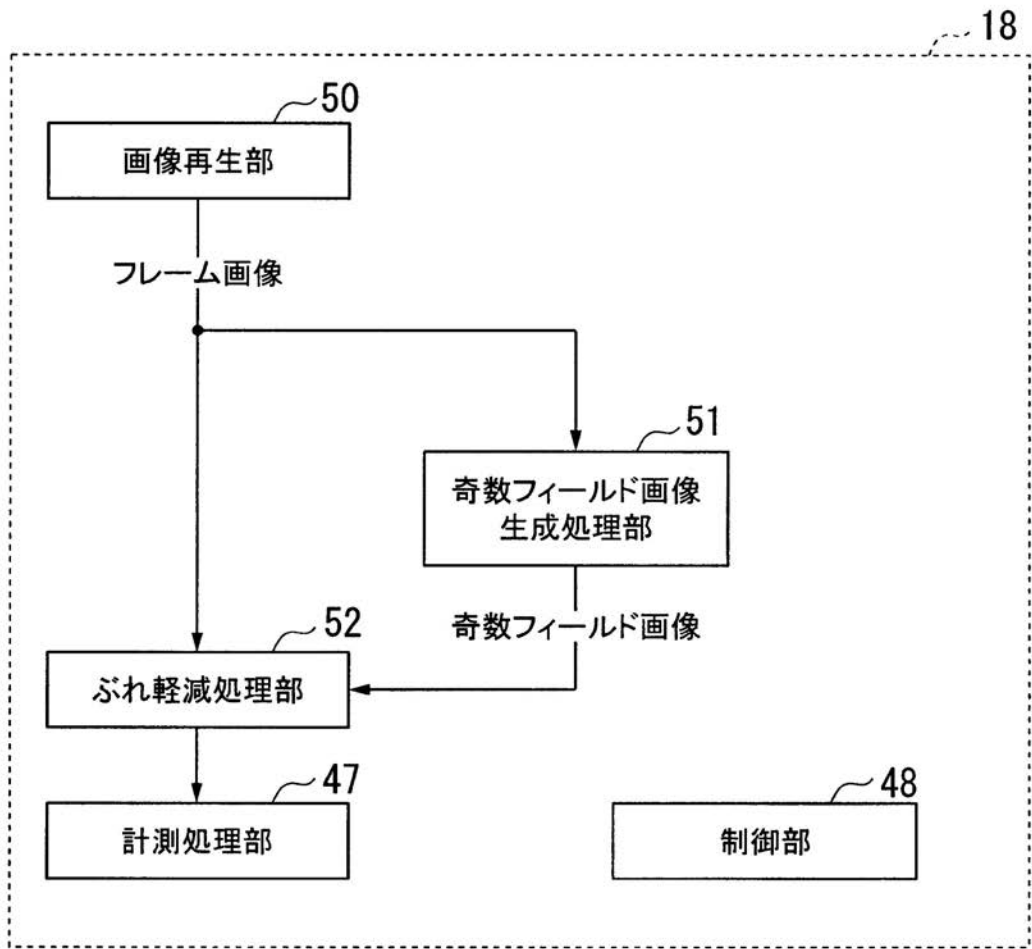 18
50
画像再生部
フレーム画像
51
奇数フィールド画像
生成処理部
奇数フィールド画像
52
ぶれ軽減処理部
47
計測処理部
48
制御部